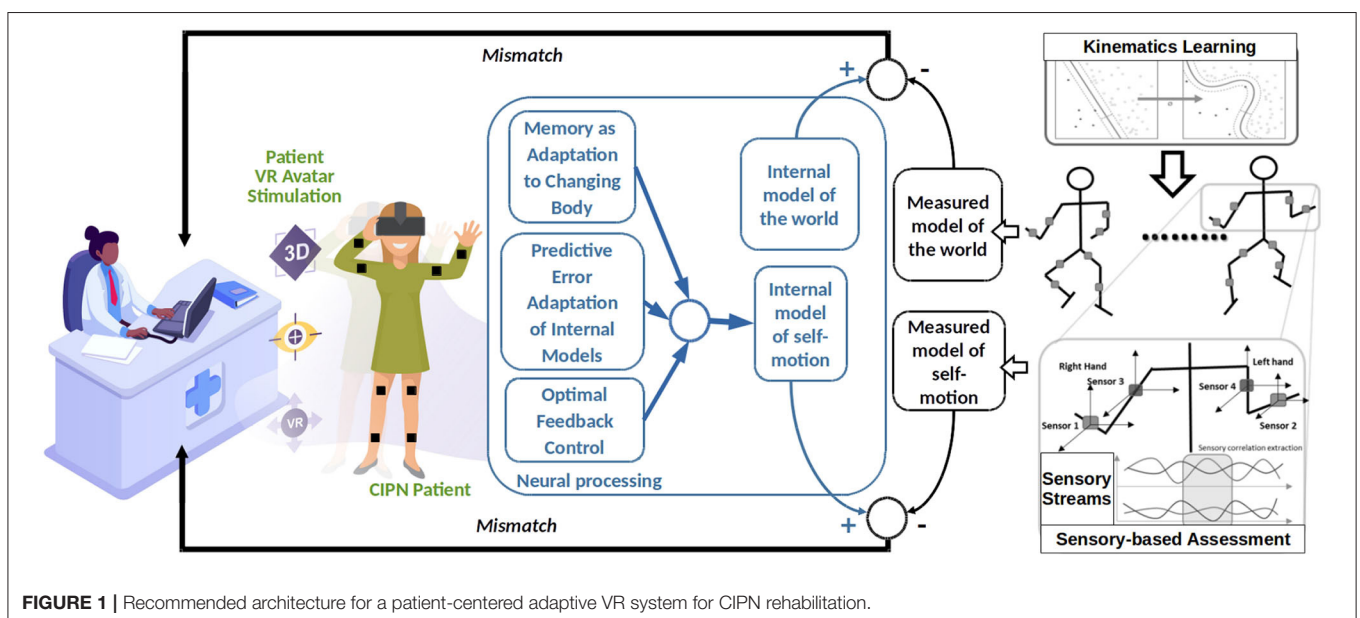 Mismatch
Kinematics Learning
Patient
VR Avatar
Stimulation
3D
VR
CIPN Patient
Memory as
Adaptation
to Changing
Body
Predictive
Error
Adaptation
of Internal
Models
Optimal
Feedback
Control
Neural processing
Internal
model of
the world
Internal
model
of self-
motion
+
-
Measured
model of
the world
Measured
model of
self-
motion
+
-
Mismatch
Right Hand
Sensor 3
Sensor 1
Left hand
Sensor 4
Sensor 2
Sensory correlation extraction
Sensory
Streams
Sensory-based Assessment
FIGURE 1 | Recommended architecture for a patient-centered adaptive VR system for CIPN rehabilitation.